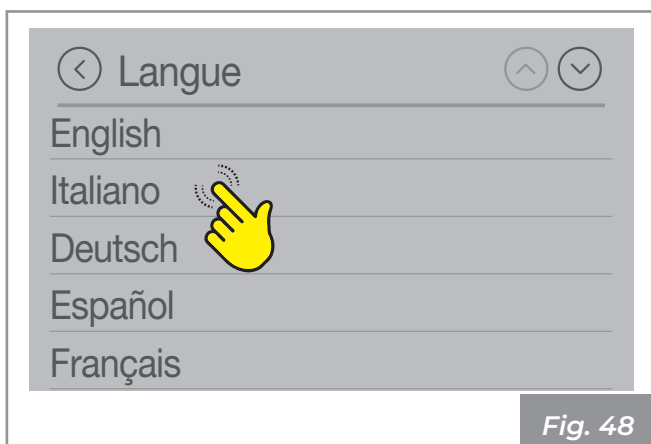 Langue
English
Italiano
Deutsch
Español
Français
Fig. 48